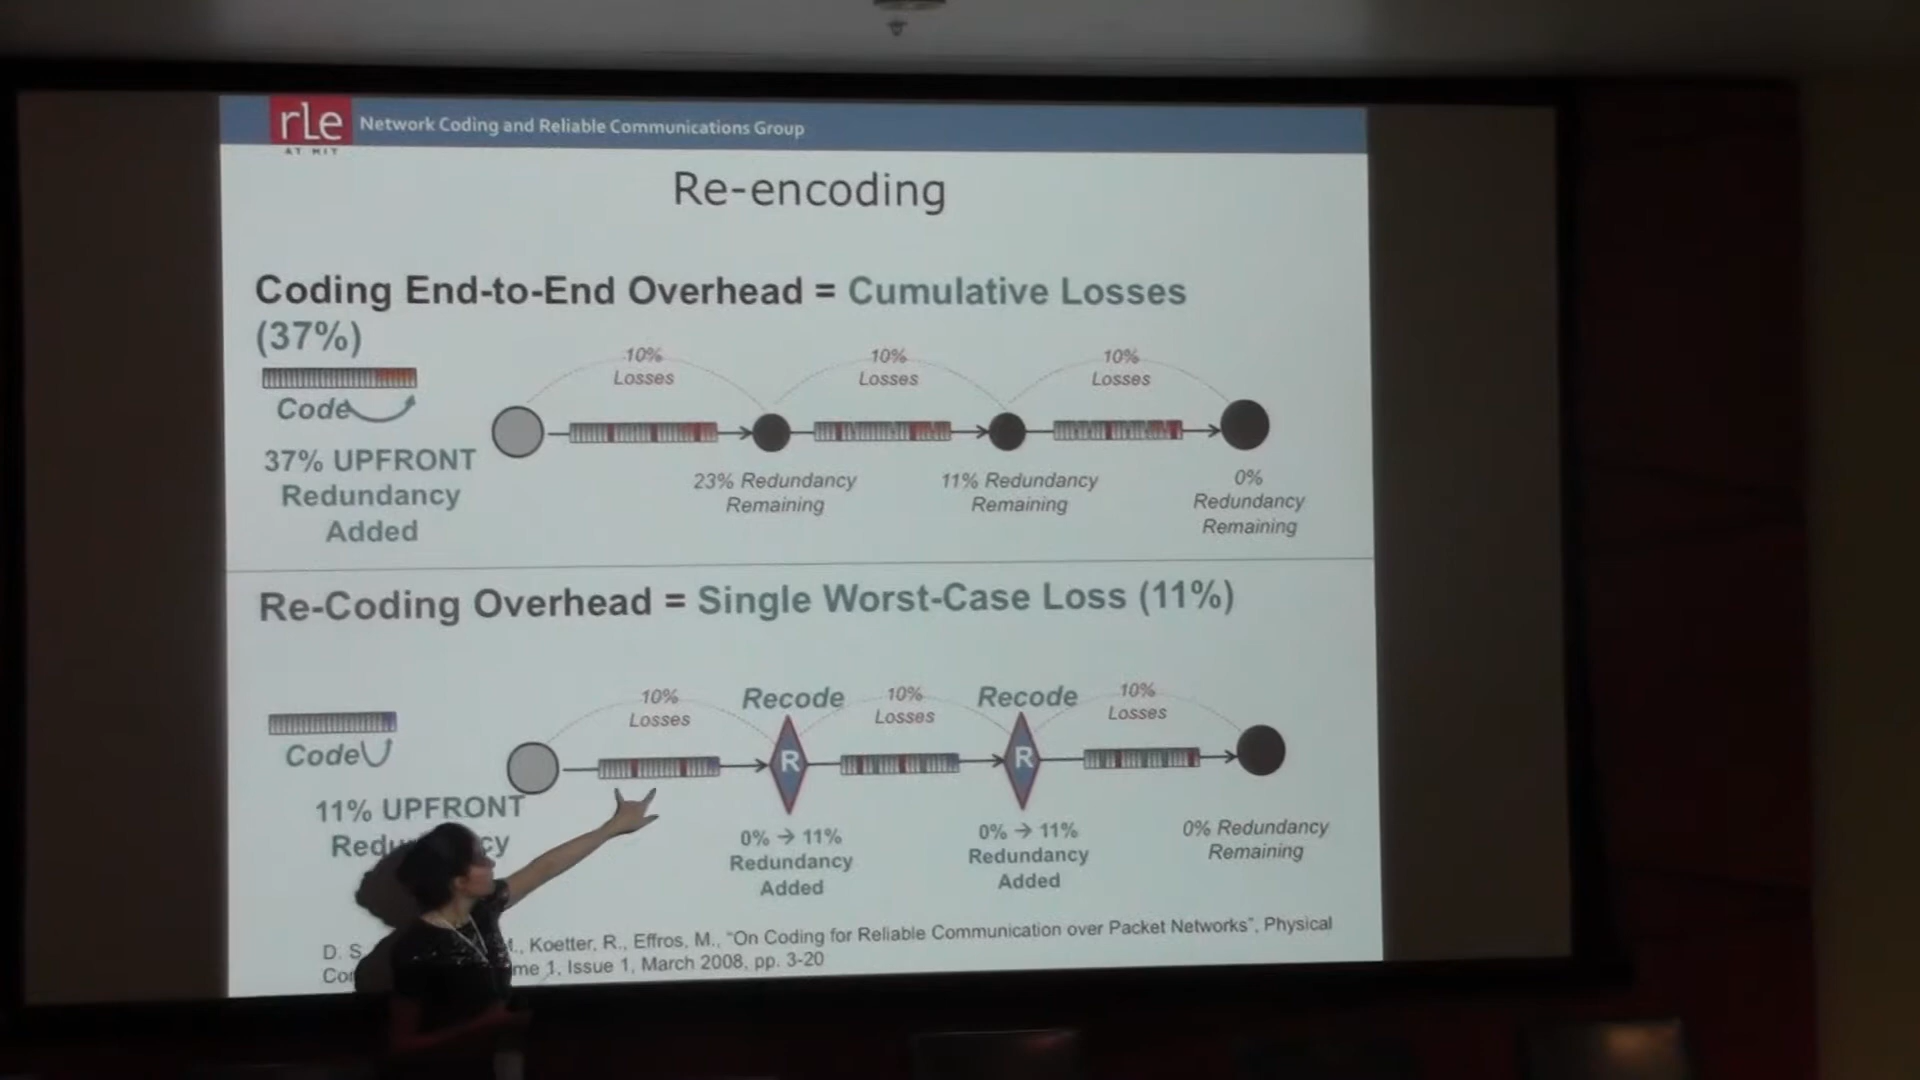 rLe
AT MIT
Network Coding and Reliable Communications Group
Re-encoding
Coding End-to-End Overhead = Cumulative Losses
(37%)
Code
37% UPFRONT
Redundancy
Added
10%
Losses
10%
Losses
10%
Losses
23% Redundancy
Remaining
11% Redundancy
Remaining
0%
Redundancy
Remaining
Re-Coding Overhead = Single Worst-Case Loss (11%)
Code
11% UPFRONT
10%
Losses
Recode
10%
Losses
Recode
10%
Losses
R
R
0% → 11%
Redundancy
Added
0% → 11%
Redundancy
Added
0% Redundancy
Remaining
D. S. Koetter, R., Effros, M., "On Coding for Reliable Communication over Packet Networks", Physical
1, Issue 1, March 2008, pp. 3-20